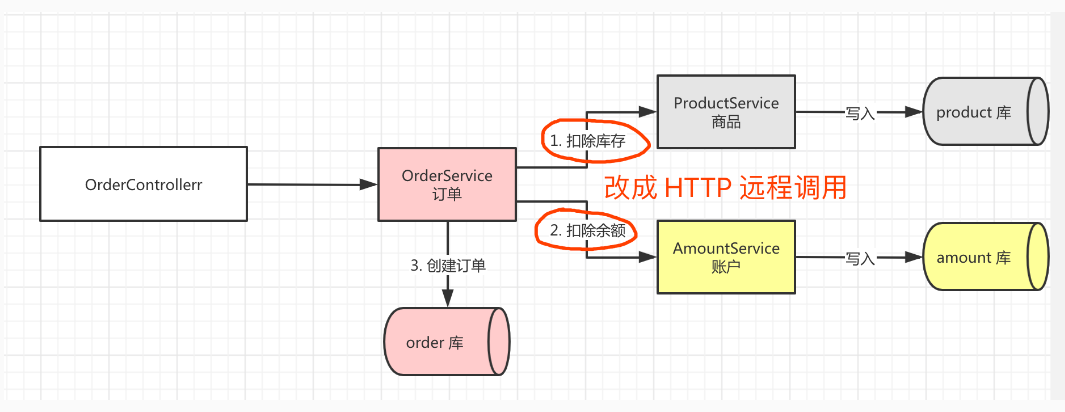 ProductService
商品
写入
product 库
1. 扣除库存
OrderControllerr
OrderService
订单
改成 HTTP 远程调用
2. 扣除余额
AmountService
账户
写入
amount 库
3. 创建订单
order 库